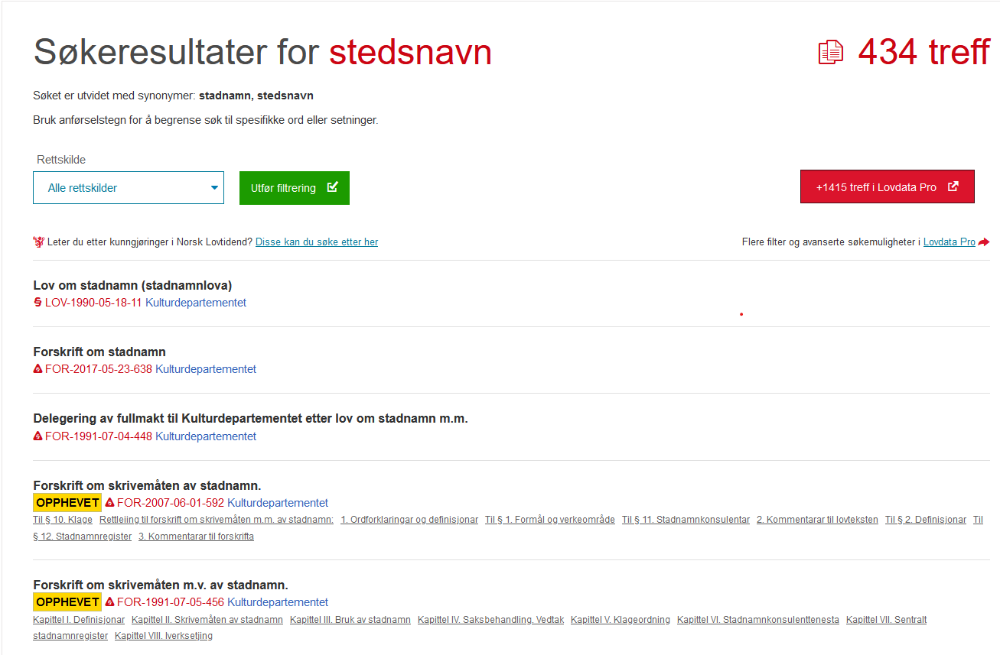 Søkeresultater for stedsnavn
434 treff
Søket er utvidet med synonymer: stadnamn, stedsnavn
Bruk anførselstegn for å begrense søk til spesifikke ord eller setninger.
Rettskilde
Alle rettskilder
Utfør filtrering
+1415 treff i Lovdata Pro
Leter du etter kunngjøringer i Norsk Lovtidend? Disse kan du søke etter her
Flere filter og avanserte søkemuligheter i Lovdata Pro
Lov om stadnamn (stadnamnlova)
§ LOV-1990-05-18-11 Kulturdepartementet
Forskrift om stadnamn
FOR-2017-05-23-638 Kulturdepartementet
Delegering av fullmakt til Kulturdepartementet etter lov om stadnamn m.m.
FOR-1991-07-04-448 Kulturdepartementet
Forskrift om skrivemåten av stadnamn.
OPPHEVET FOR-2007-06-01-592 Kulturdepartementet
Til § 10. Klage Rettleiing til forskrift om skrivemåten m.m. av stadnamn: 1. Ordforklaringar og definisjonar Til § 1. Formål og verkeområde Til § 11. Stadnamnkonsulentar 2. Kommentarar til lovteksten Til § 2. Definisjonar Til
§ 12. Stadnamnregister 3. Kommentarar til forskrifta
Forskrift om skrivemåten m.v. av stadnamn.
OPPHEVET FOR-1991-07-05-456 Kulturdepartementet
Kapittel I. Definisjonar Kapittel II. Skrivemåten av stadnamn Kapittel III. Bruk av stadnamn Kapittel IV. Saksbehandling. Vedtak Kapittel V. Klageordning Kapittel VI. Stadnamnkonsulenttenesta Kapittel VII. Sentralt
stadnamnregister Kapittel VIII. Iverksetjing